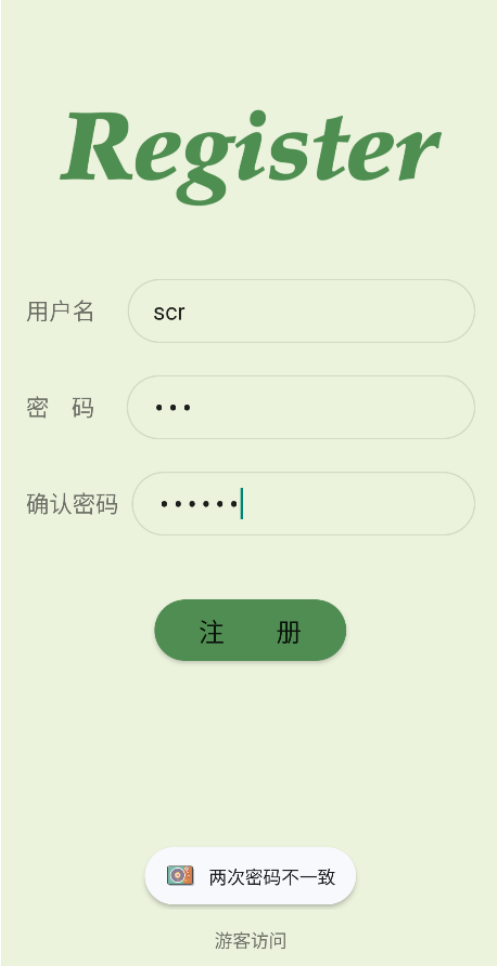 Register
用户名 scr
密 码 •••
确认密码 ••••••
注 册
两次密码不一致
游客访问